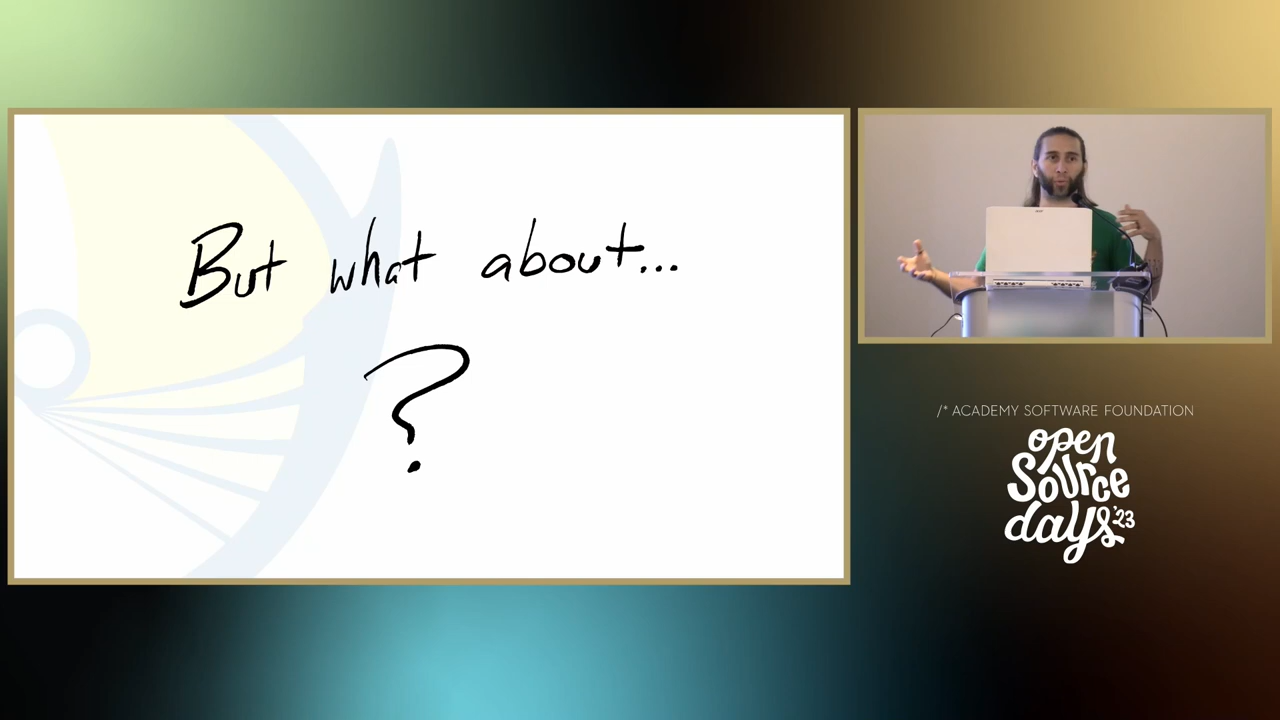 But what about...
?
/* ACADEMY SOFTWARE FOUNDATION
open
Source
days '23